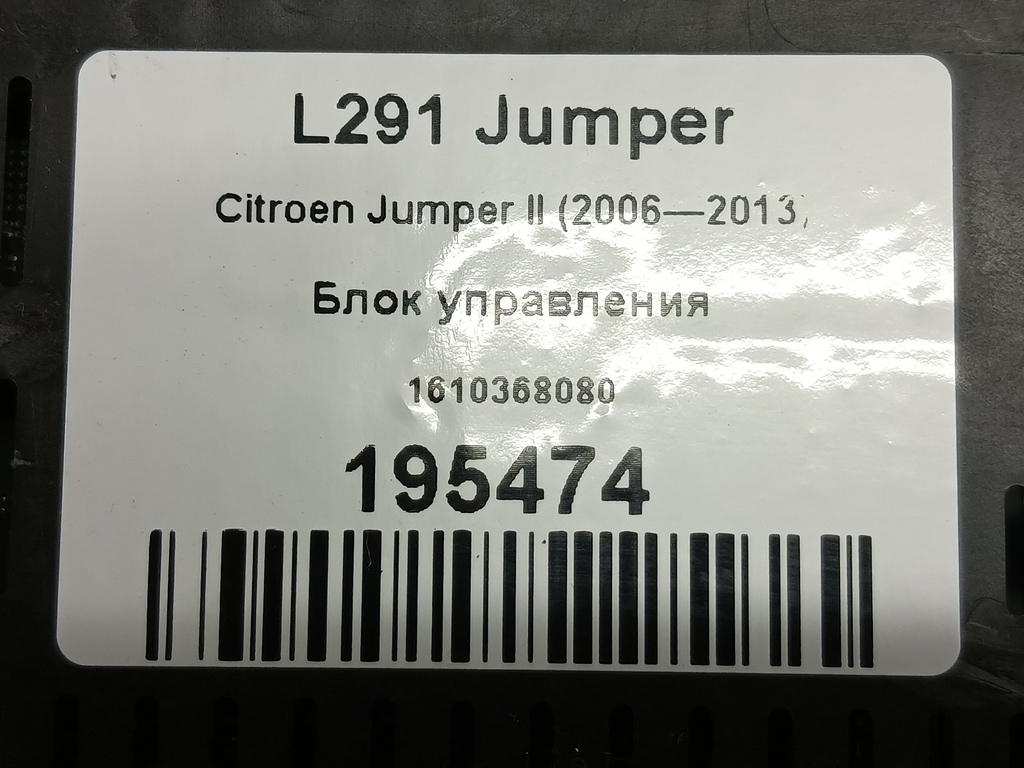 L291 Jumper
Citroen Jumper II (2006—2013)
Блок управления
1610368080
195474